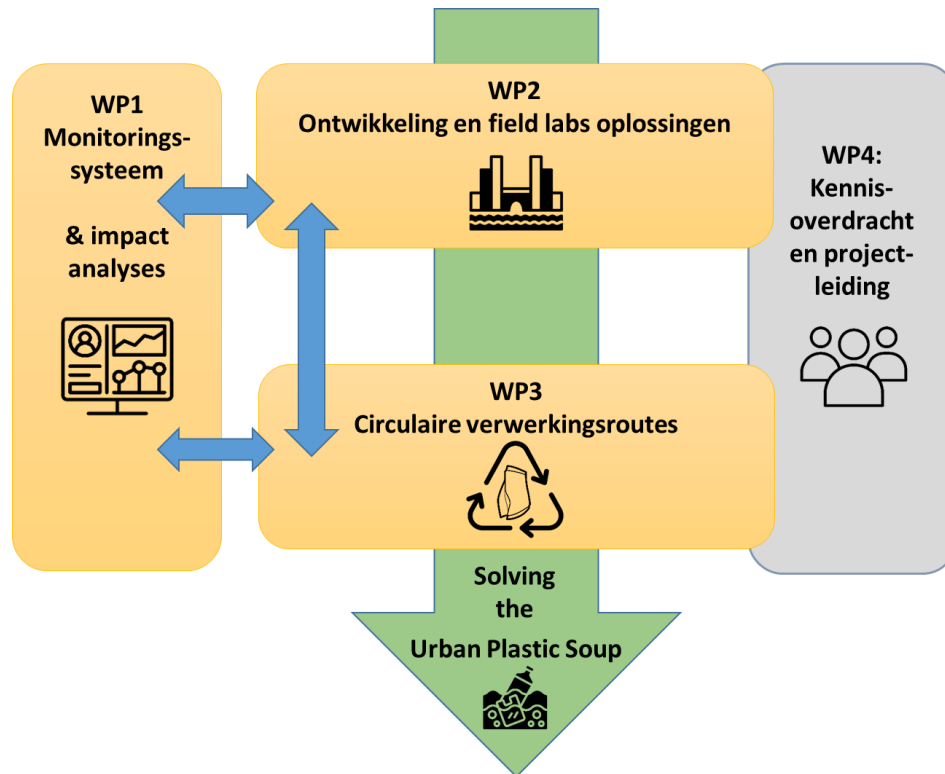 WP1
Monitorings-
systeem
& impact
analyses
WP2
Ontwikkeling en field labs oplossingen
WP3
Circulaire verwerkingsroutes
WP4:
Kennis-
overdracht
en project-
leiding
Solving
the
Urban Plastic Soup